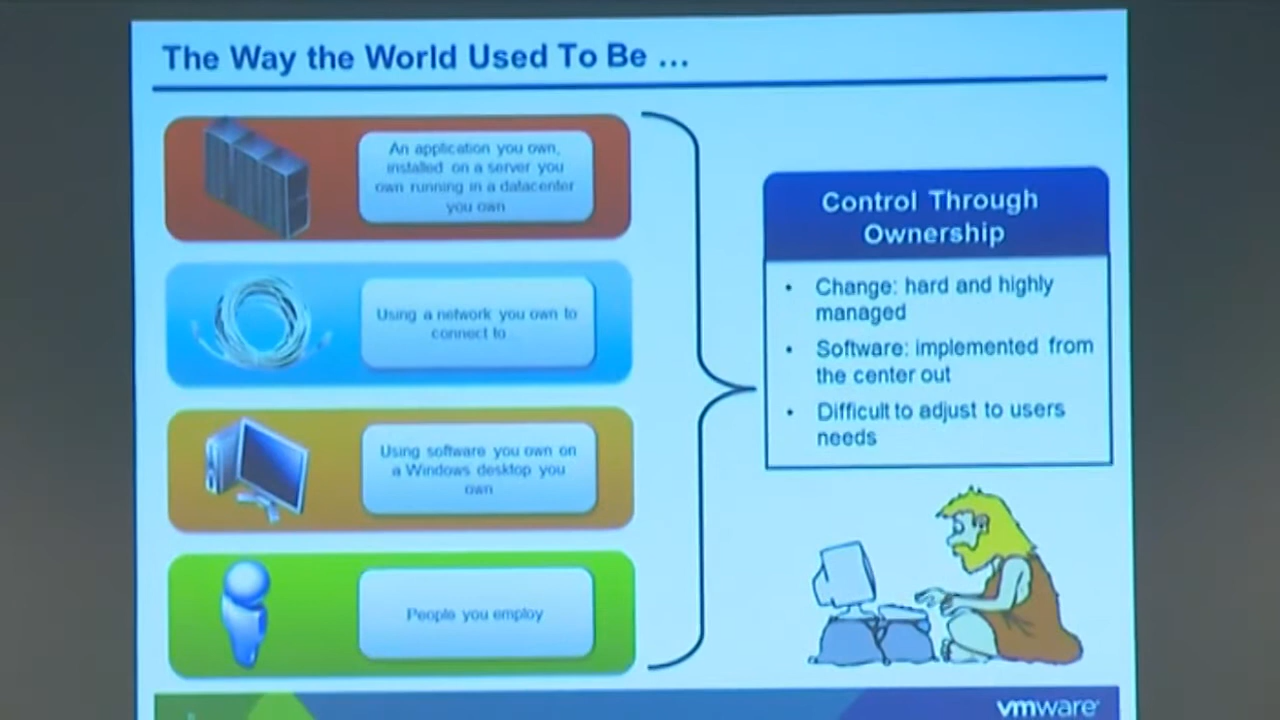 The Way the World Used To Be ...
An application you own,
installed on a server you
own running in a datacenter
you own
Using a network you own to
connect to
Using software you own on
a Windows desktop you
own
People you employ
Control Through
Ownership
• Change: hard and highly
managed
• Software: implemented from
the center out
• Difficult to adjust to users
needs
vmware